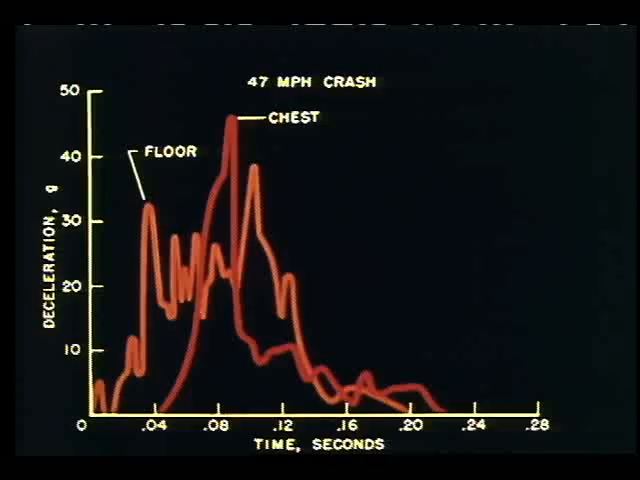 47 MPH CRASH
50
CHEST
40
FLOOR
30
DECELERATION, g
20
10
0 .04 .08 .12 .16 .20 .24 .28
TIME, SECONDS